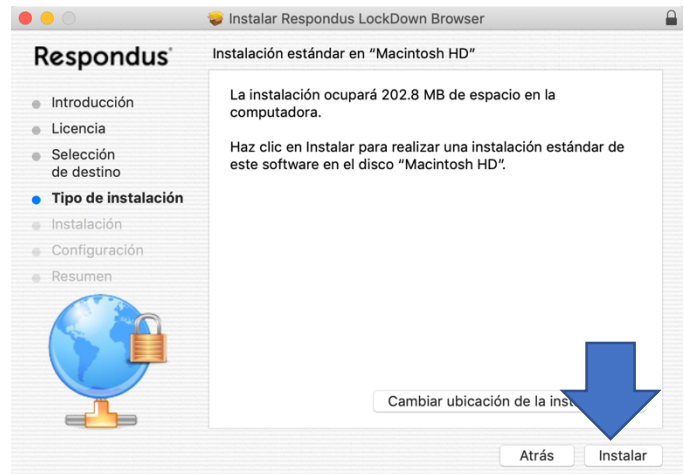 Instalar Respondus LockDown Browser
Respondus®
Instalación estándar en “Macintosh HD”
Introducción
Licencia
Selección
de destino
Tipo de instalación
Instalación
Configuración
Resumen
La instalación ocupará 202.8 MB de espacio en la
computadora.
Haz clic en Instalar para realizar una instalación estándar de
este software en el disco “Macintosh HD”.
Cambiar ubicación de la
Atrás
Instalar